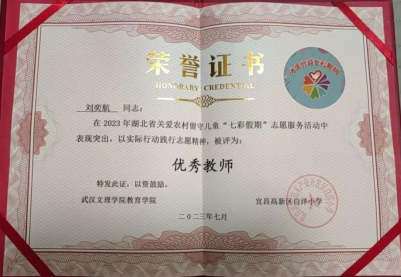 荣誉证书
HONORARY CREDENTIAL
刘奕航 同志：
在 2023 年湖北省关爱农村留守儿童“七彩假期”志愿服务活动中
表现突出，以实际行动践行志愿精神，被评为：
优秀教师
特发此证，以资鼓励。
武汉文理学院教育学院 宜昌高新区白洋小学
二〇二三年七月